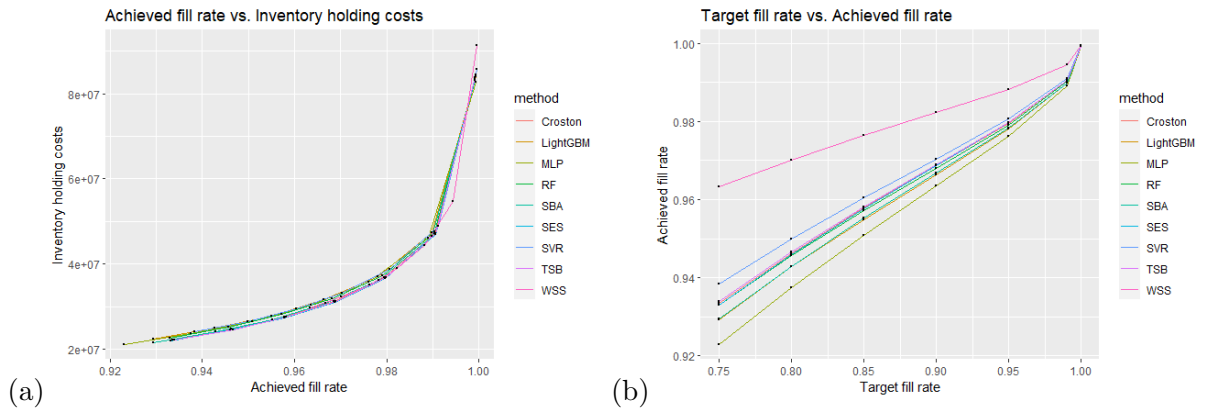 Achieved fill rate vs. Inventory holding costs
Inventory holding costs
8e+07
6e+07
4e+07
2e+07
0.92
0.94
0.96
0.98
1.00
Achieved fill rate
method
Croston
LightGBM
MLP
RF
SBA
SES
SVR
TSB
WSS
(a)
Target fill rate vs. Achieved fill rate
Achieved fill rate
1.00
0.98
0.96
0.94
0.92
0.75
0.80
0.85
0.90
0.95
1.00
Target fill rate
method
Croston
LightGBM
MLP
RF
SBA
SES
SVR
TSB
WSS
(b)